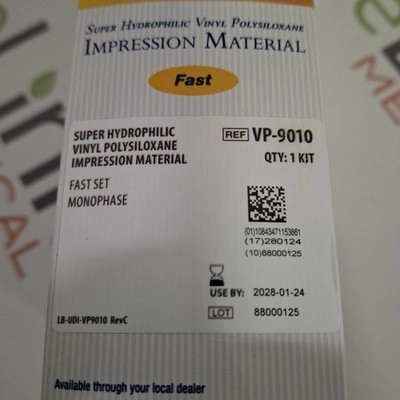 SUPER HYDROPHILIC VINYL POLYSILOXANE
IMPRESSION MATERIAL
Fast
SUPER HYDROPHILIC
VINYL POLYSILOXANE
IMPRESSION MATERIAL
REF VP-9010
QTY: 1 KIT
FAST SET
MONOPHASE
(01)10843471153861
(17)280124
(10)88000125
USE BY: 2028-01-24
LOT 88000125
LB-UDI-VP9010 RevC
Available through your local dealer